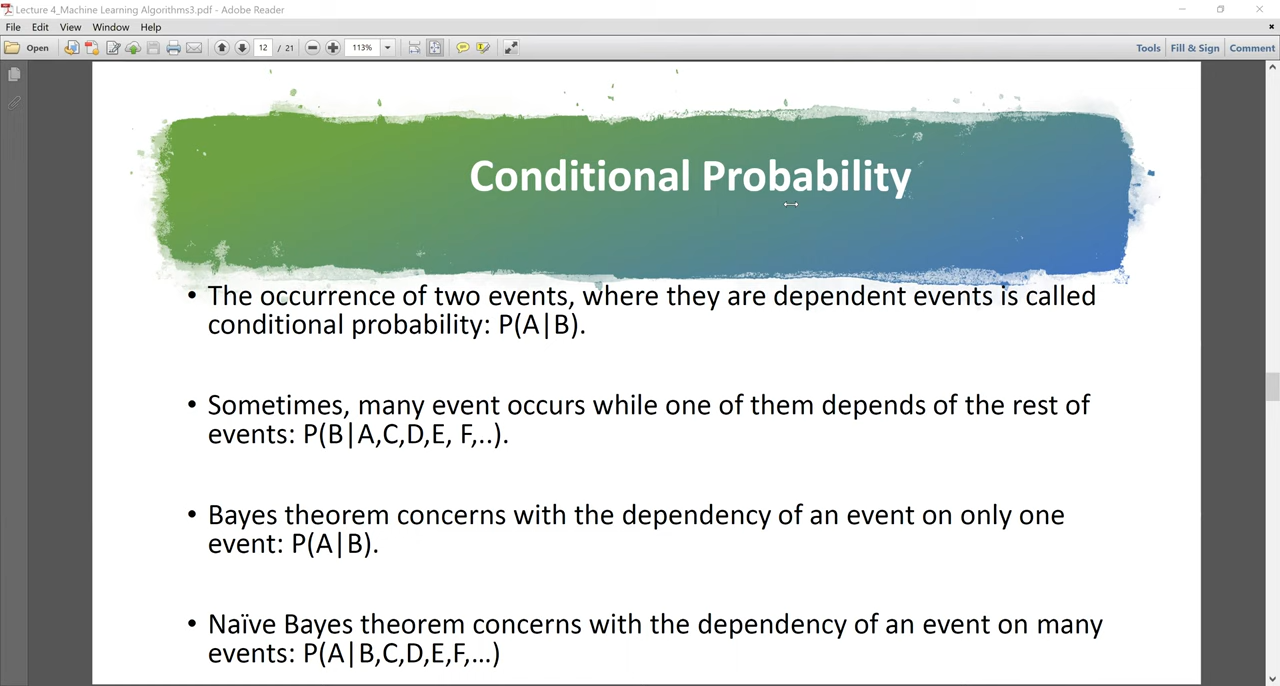 Lecture 4_Machine Learning Algorithms3.pdf - Adobe Reader
File Edit View Window Help
Open 12 / 21 113% Tools Fill & Sign Comment
Conditional Probability
• The occurrence of two events, where they are dependent events is called
conditional probability: P(A|B).
• Sometimes, many event occurs while one of them depends of the rest of
events: P(B|A,C,D,E, F,..).
• Bayes theorem concerns with the dependency of an event on only one
event: P(A|B).
• Naïve Bayes theorem concerns with the dependency of an event on many
events: P(A|B,C,D,E,F,...)